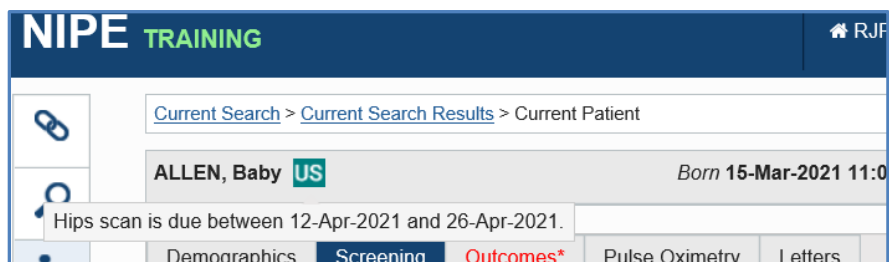 NIPE TRAINING
Current Search > Current Search Results > Current Patient
ALLEN, Baby US Born 15-Mar-2021 11:0
Hips scan is due between 12-Apr-2021 and 26-Apr-2021.
Demographics Screening Outcomes* Pulse Oximetry Letters